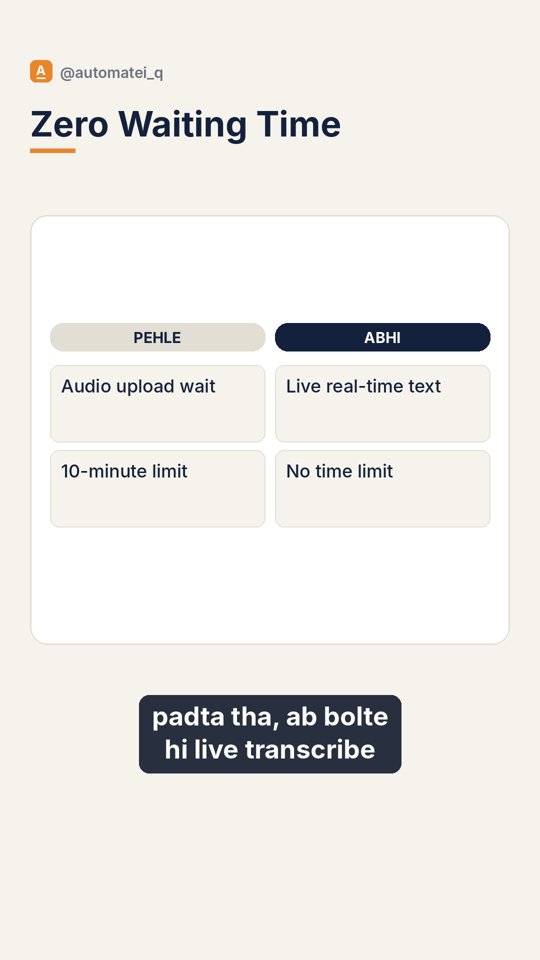 A
@automatei_q
Zero Waiting Time
PEHLE
ABHI
Audio upload wait
Live real-time text
10-minute limit
No time limit
padta tha, ab bolte
hi live transcribe